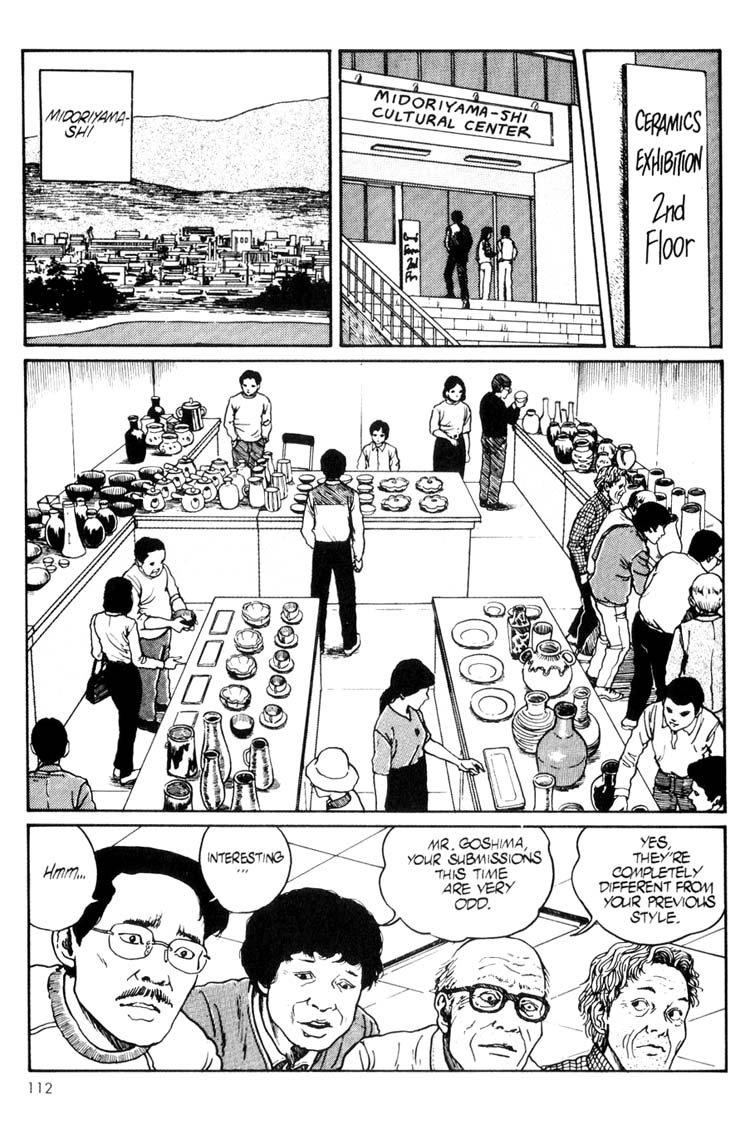 MIDORIYAMA-
SHI
MIDORIYAMA-SHI
CULTURAL CENTER
2nd
CERAMICS
EXHIBITION
2nd
FLOOR
HMM...
INTERESTING
...
MR. GOSHIMA,
YOUR SUBMISSIONS
THIS TIME
ARE VERY
ODD.
YES,
THEY'RE
COMPLETELY
DIFFERENT FROM
YOUR PREVIOUS
STYLE.
112